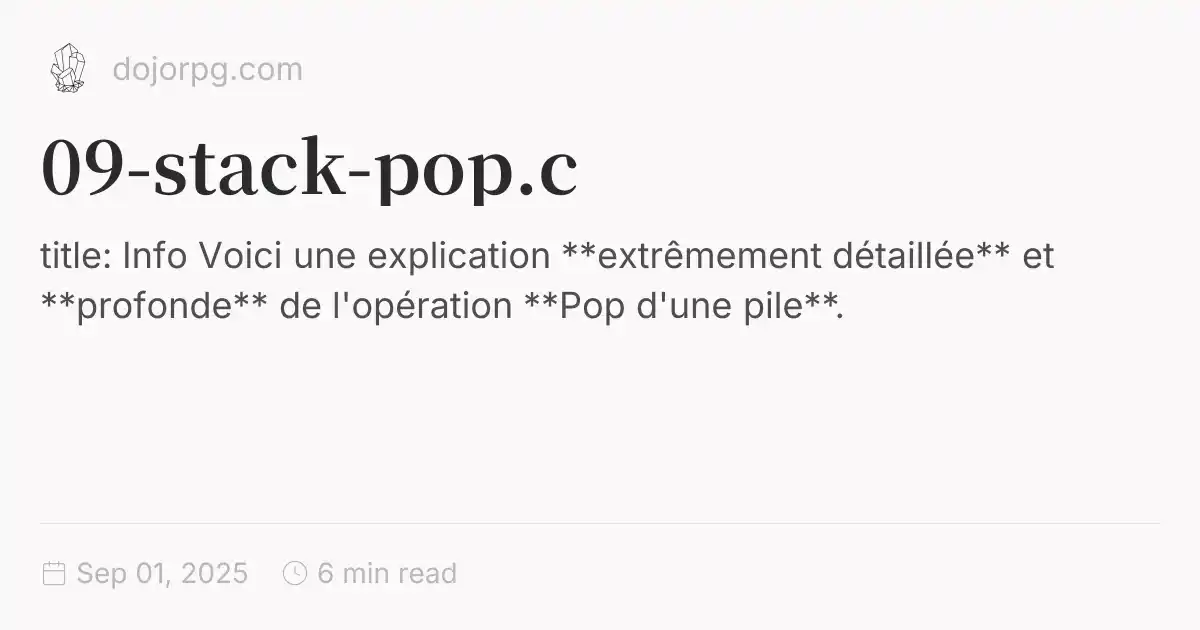 dojorpg.com
09-stack-pop.c
title: Info Voici une explication **extrêmement détaillée** et
**profonde** de l'opération **Pop d'une pile**.
Sep 01, 2025 6 min read